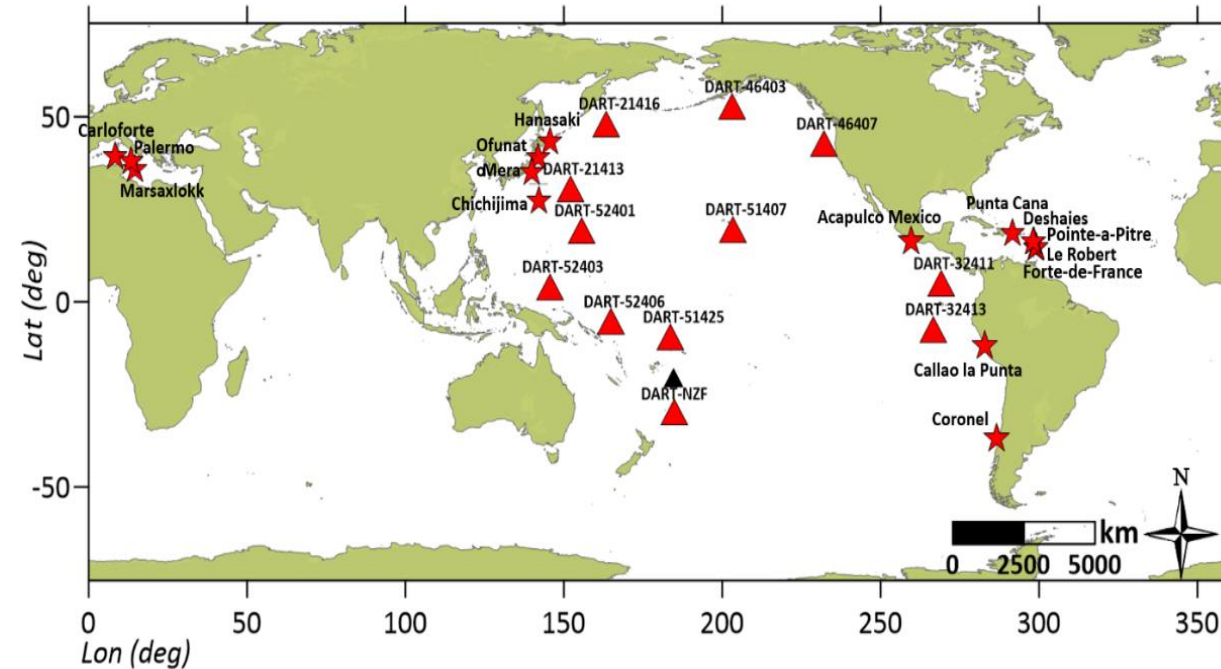 DART-46403
DART-21416
50
Hanasaki
DART-46407
Carloforte
Palermo
Ofunat
oMera
DART-21413
Marsaxlokk
Chichijima
DART-52401
DART-51407
Acapulco Mexico
Punta Cana
Deshaies
Pointe-a-Pitre
Le Robert
Forte-de-France
DART-52403
DART-32411
0
DART-52406
DART-51425
DART-32413
Callao la Punta
DART-NZF
Coronel
Lat (deg)
-50
N
km
0 2500 5000
0 50 100 150 200 250 300 350
Lon (deg)